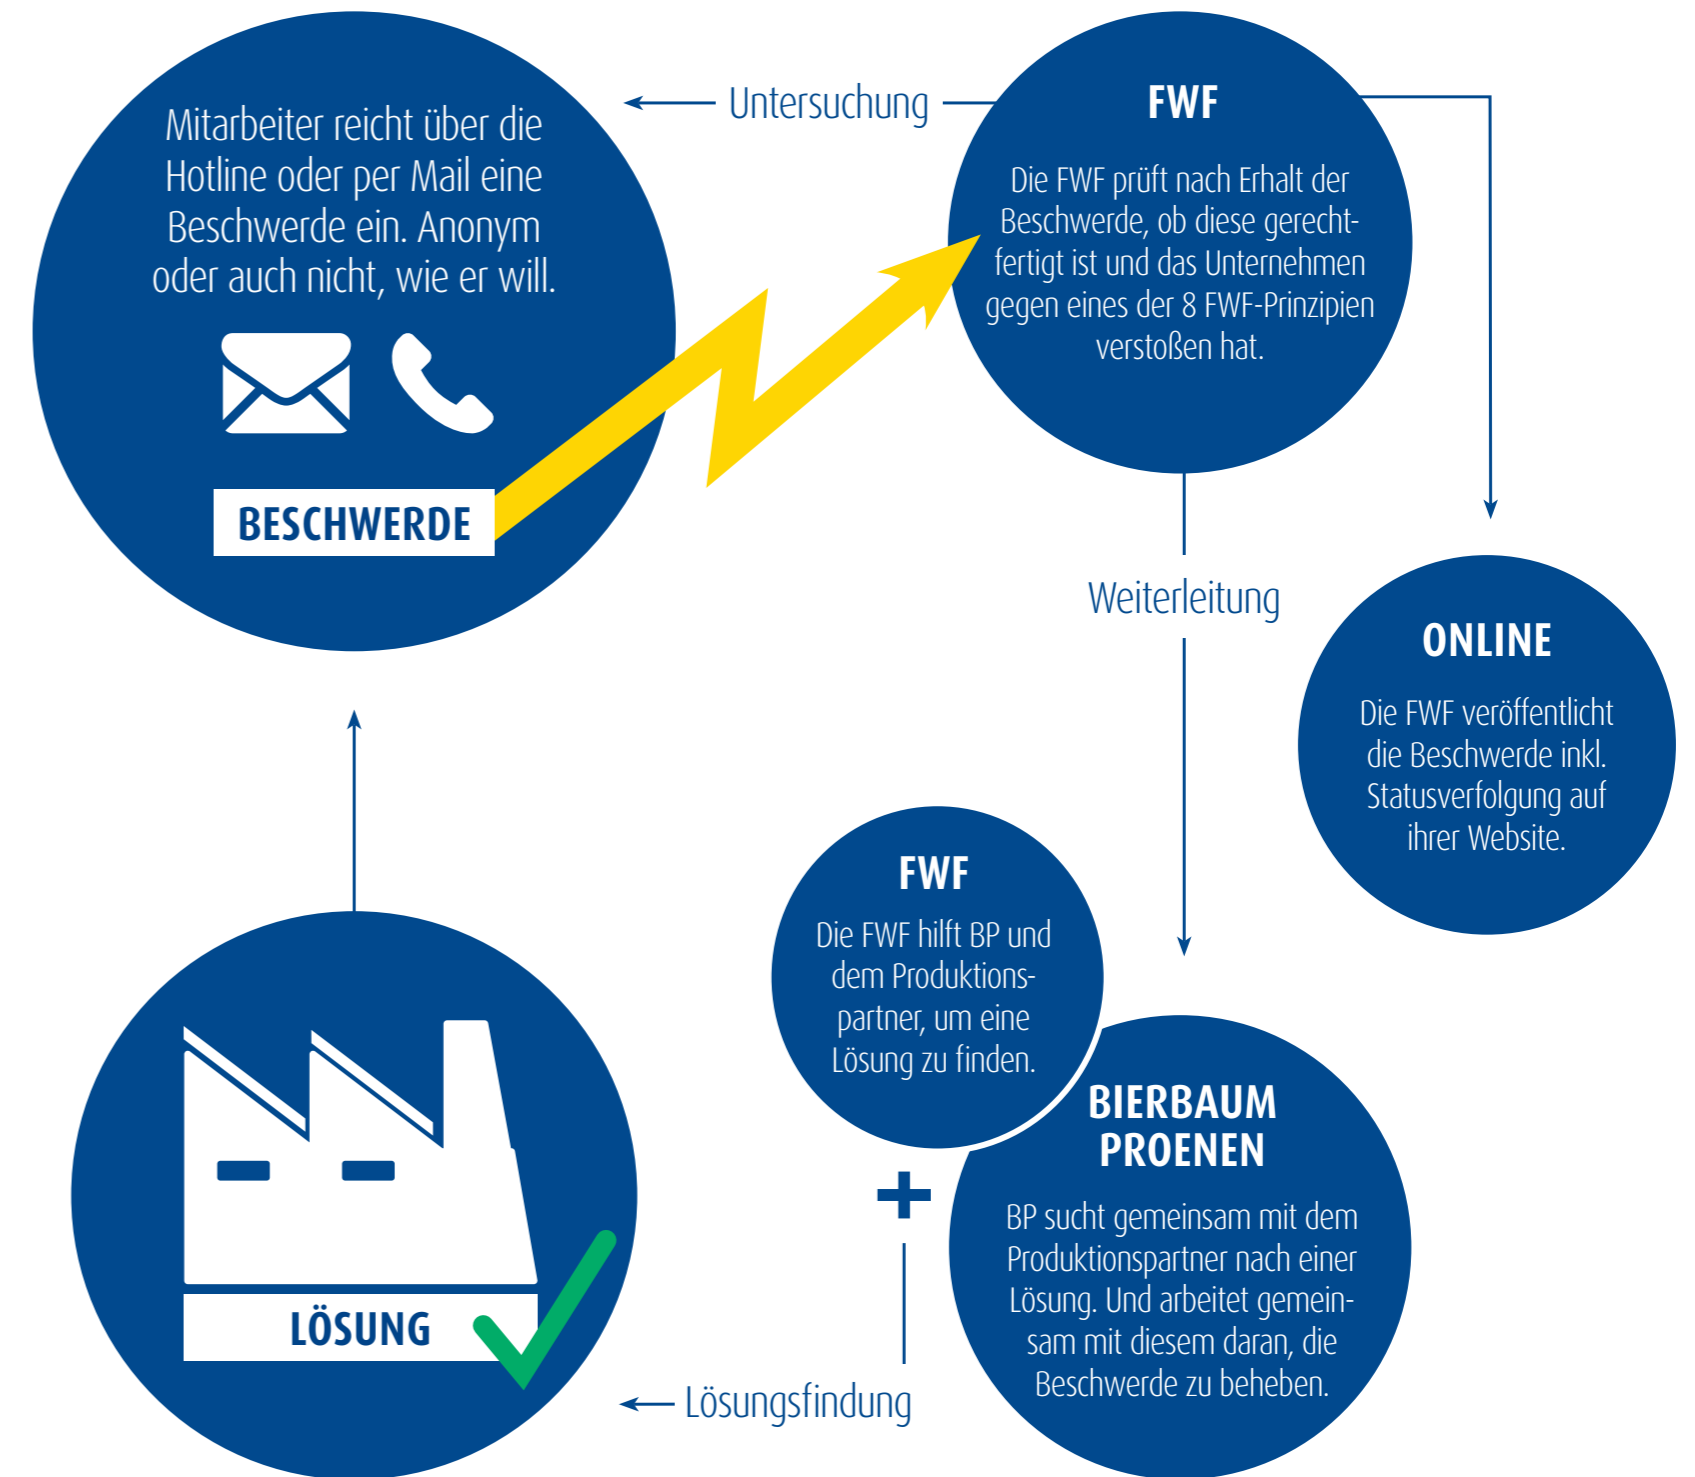 Mitarbeiter reicht über die
Hotline oder per Mail eine
Beschwerde ein. Anonym
oder auch nicht, wie er will.
BESCHWERDE
Untersuchung
FWF
Die FWF prüft nach Erhalt der
Beschwerde, ob diese gerecht-
fertigt ist und das Unternehmen
gegen eines der 8 FWF-Prinzipien
verstoßen hat.
Weiterleitung
ONLINE
Die FWF veröffentlicht
die Beschwerde inkl.
Statusverfolgung auf
ihrer Website.
FWF
Die FWF hilft BP und
dem Produktions-
partner, um eine
Lösung zu finden.
+
BIERBAUM
PROENEN
BP sucht gemeinsam mit dem
Produktionspartner nach einer
Lösung. Und arbeitet gemein-
sam mit diesem daran, die
Beschwerde zu beheben.
Lösungsfindung
LÖSUNG